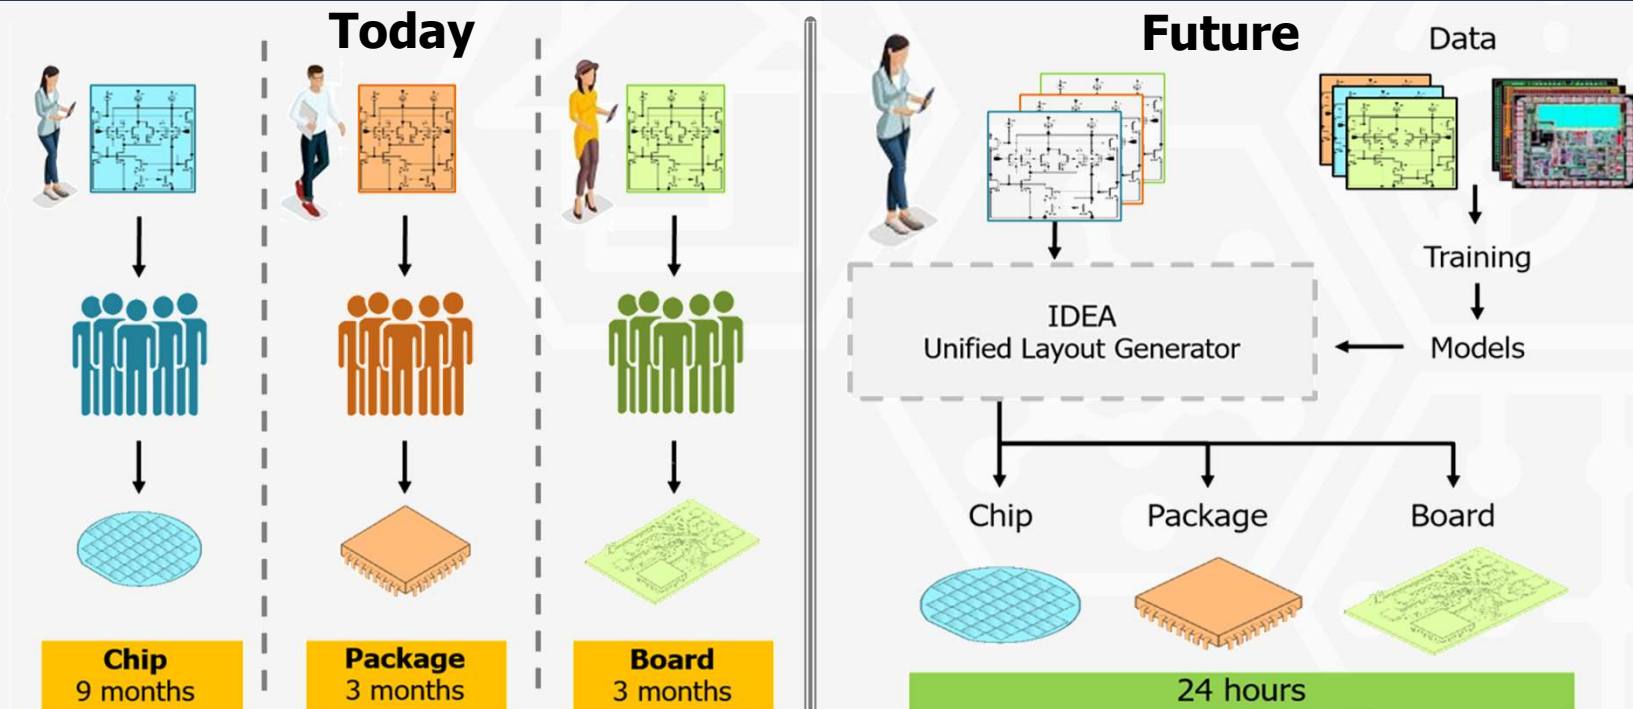 Today
Chip
9 months
Package
3 months
Board
3 months
Future
Data
Training
Models
IDEA
Unified Layout Generator
Chip
Package
Board
24 hours